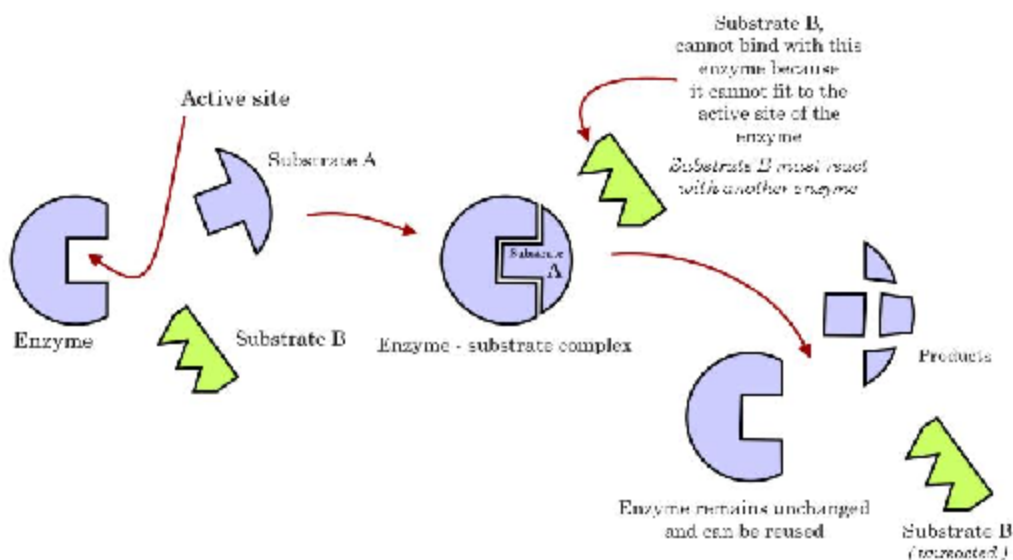 Substrate B,
cannot bind with this
enzyme because
it cannot fit to the
active site of the
enzyme
Substrate B must react
with another enzyme
Active site
Substrate A
Substrate
A
Enzyme
Substrate B
Enzyme - substrate complex
Products
Enzyme remains unchanged
and can be reused
Substrate B
(unreacted)